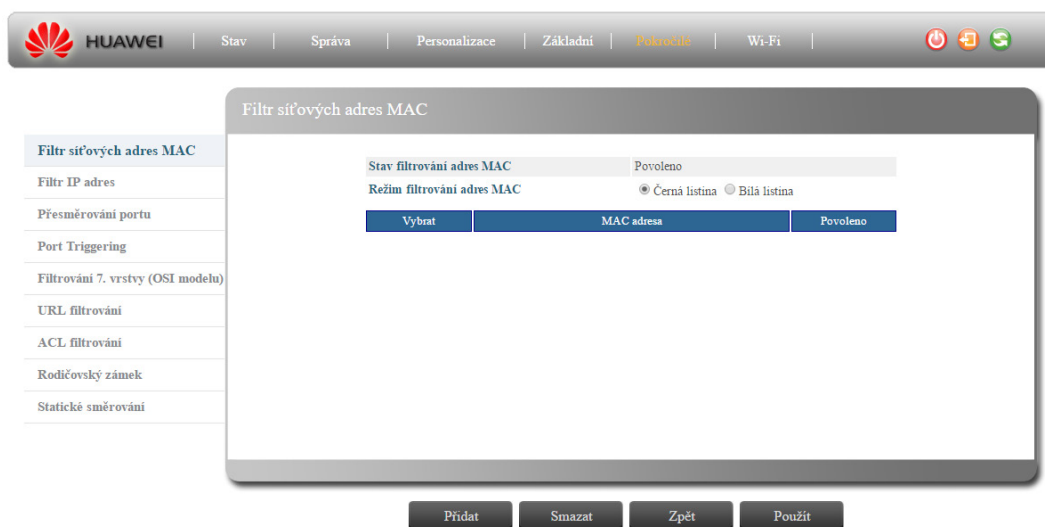 HUAWEI | Stav | Správa | Personalizace | Základní | Pokročilé | Wi-Fi |
Filtr síťových adres MAC
Filtr síťových adres MAC
Filtr IP adres
Přesměrování portu
Port Triggering
Filtrování 7. vrstvy (OSI modelu)
URL filtrování
ACL filtrování
Rodičovský zámek
Statické směrování
Stav filtrování adres MAC Povoleno
Režim filtrování adres MAC Černá listina Bílá listina
Vybrat MAC adresa Povoleno
Přidat Smazat Zpět Použít